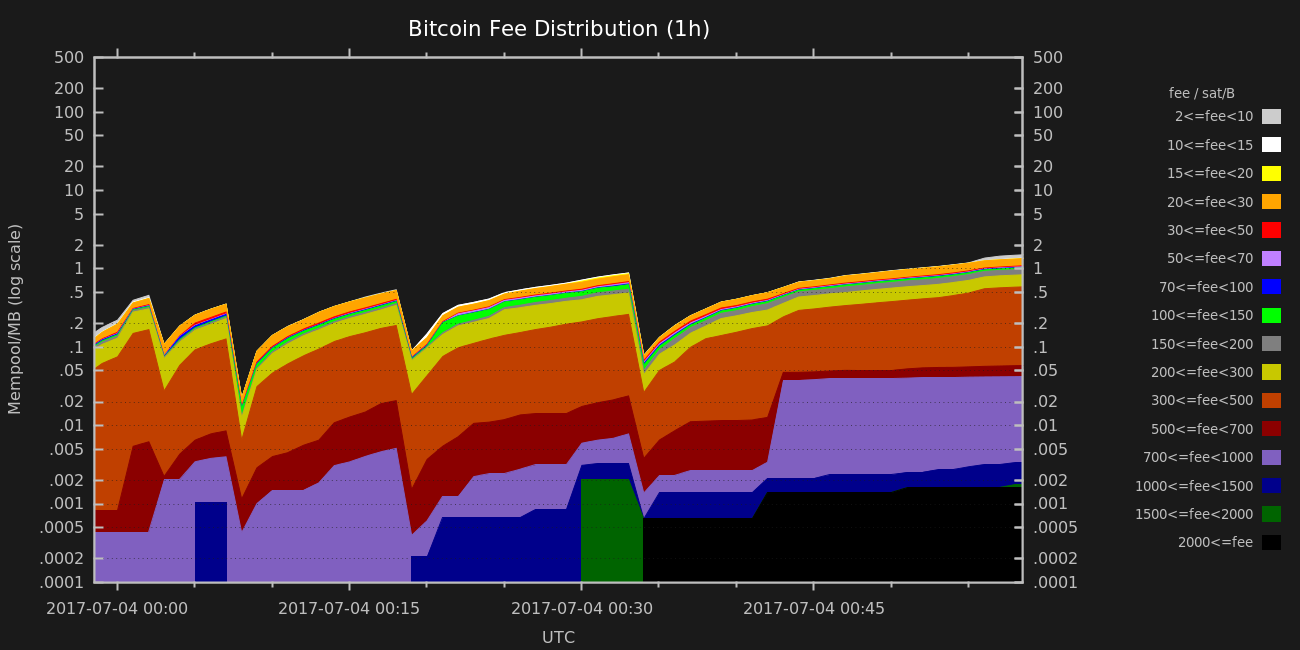 Bitcoin Fee Distribution (1h)
Mempool/MB (log scale)
500
200
100
50
20
10
5
2
1
.5
.2
.1
.05
.02
.01
.005
.002
.001
.0005
.0002
.0001
500
200
100
50
20
10
5
2
1
.5
.2
.1
.05
.02
.01
.005
.002
.001
.0005
.0002
.0001
2017-07-04 00:00 2017-07-04 00:15 2017-07-04 00:30 2017-07-04 00:45
UTC
fee / sat/B
2<=fee<10
10<=fee<15
15<=fee<20
20<=fee<30
30<=fee<50
50<=fee<70
70<=fee<100
100<=fee<150
150<=fee<200
200<=fee<300
300<=fee<500
500<=fee<700
700<=fee<1000
1000<=fee<1500
1500<=fee<2000
2000<=fee